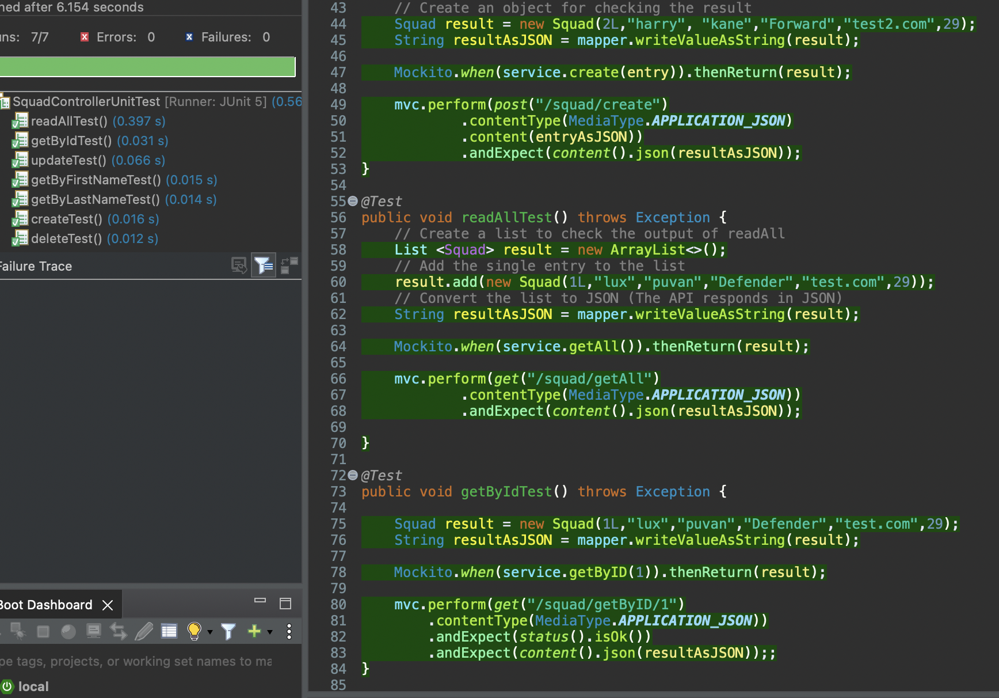 ned after 6.154 seconds
uns: 7/7 Errors: 0 Failures: 0
SquadControllerUnitTest [Runner: JUnit 5] (0.56
readAllTest() (0.397 s)
getByIdTest() (0.031 s)
updateTest() (0.066 s)
getByFirstNameTest() (0.015 s)
getByLastNameTest() (0.014 s)
createTest() (0.016 s)
deleteTest() (0.012 s)
Failure Trace
Boot Dashboard
pe tags, projects, or working set names to ma
local
43 // Create an object for checking the result
44 Squad result = new Squad(2L,"harry", "kane","Forward","test2.com",29);
45 String resultAsJSON = mapper.writeValueAsString(result);
46
47 Mockito.when(service.create(entry)).thenReturn(result);
48
49 mvc.perform(post("/squad/create")
50 .contentType(MediaType.APPLICATION_JSON)
51 .content(entryAsJSON))
52 .andExpect(content().json(resultAsJSON));
53 }
54
55 @Test
56 public void readAllTest() throws Exception {
57 // Create a list to check the output of readAll
58 List <Squad> result = new ArrayList<>();
59 // Add the single entry to the list
60 result.add(new Squad(1L,"lux","puvan","Defender","test.com",29));
61 // Convert the list to JSON (The API responds in JSON)
62 String resultAsJSON = mapper.writeValueAsString(result);
63
64 Mockito.when(service.getAll()).thenReturn(result);
65
66 mvc.perform(get("/squad/getAll")
67 .contentType(MediaType.APPLICATION_JSON))
68 .andExpect(content().json(resultAsJSON));
69
70 }
71
72 @Test
73 public void getByIdTest() throws Exception {
74
75 Squad result = new Squad(1L,"lux","puvan","Defender","test.com",29);
76 String resultAsJSON = mapper.writeValueAsString(result);
77
78 Mockito.when(service.getByID(1)).thenReturn(result);
79
80 mvc.perform(get("/squad/getByID/1")
81 .contentType(MediaType.APPLICATION_JSON))
82 .andExpect(status().isOk())
83 .andExpect(content().json(resultAsJSON));;
84 }
85